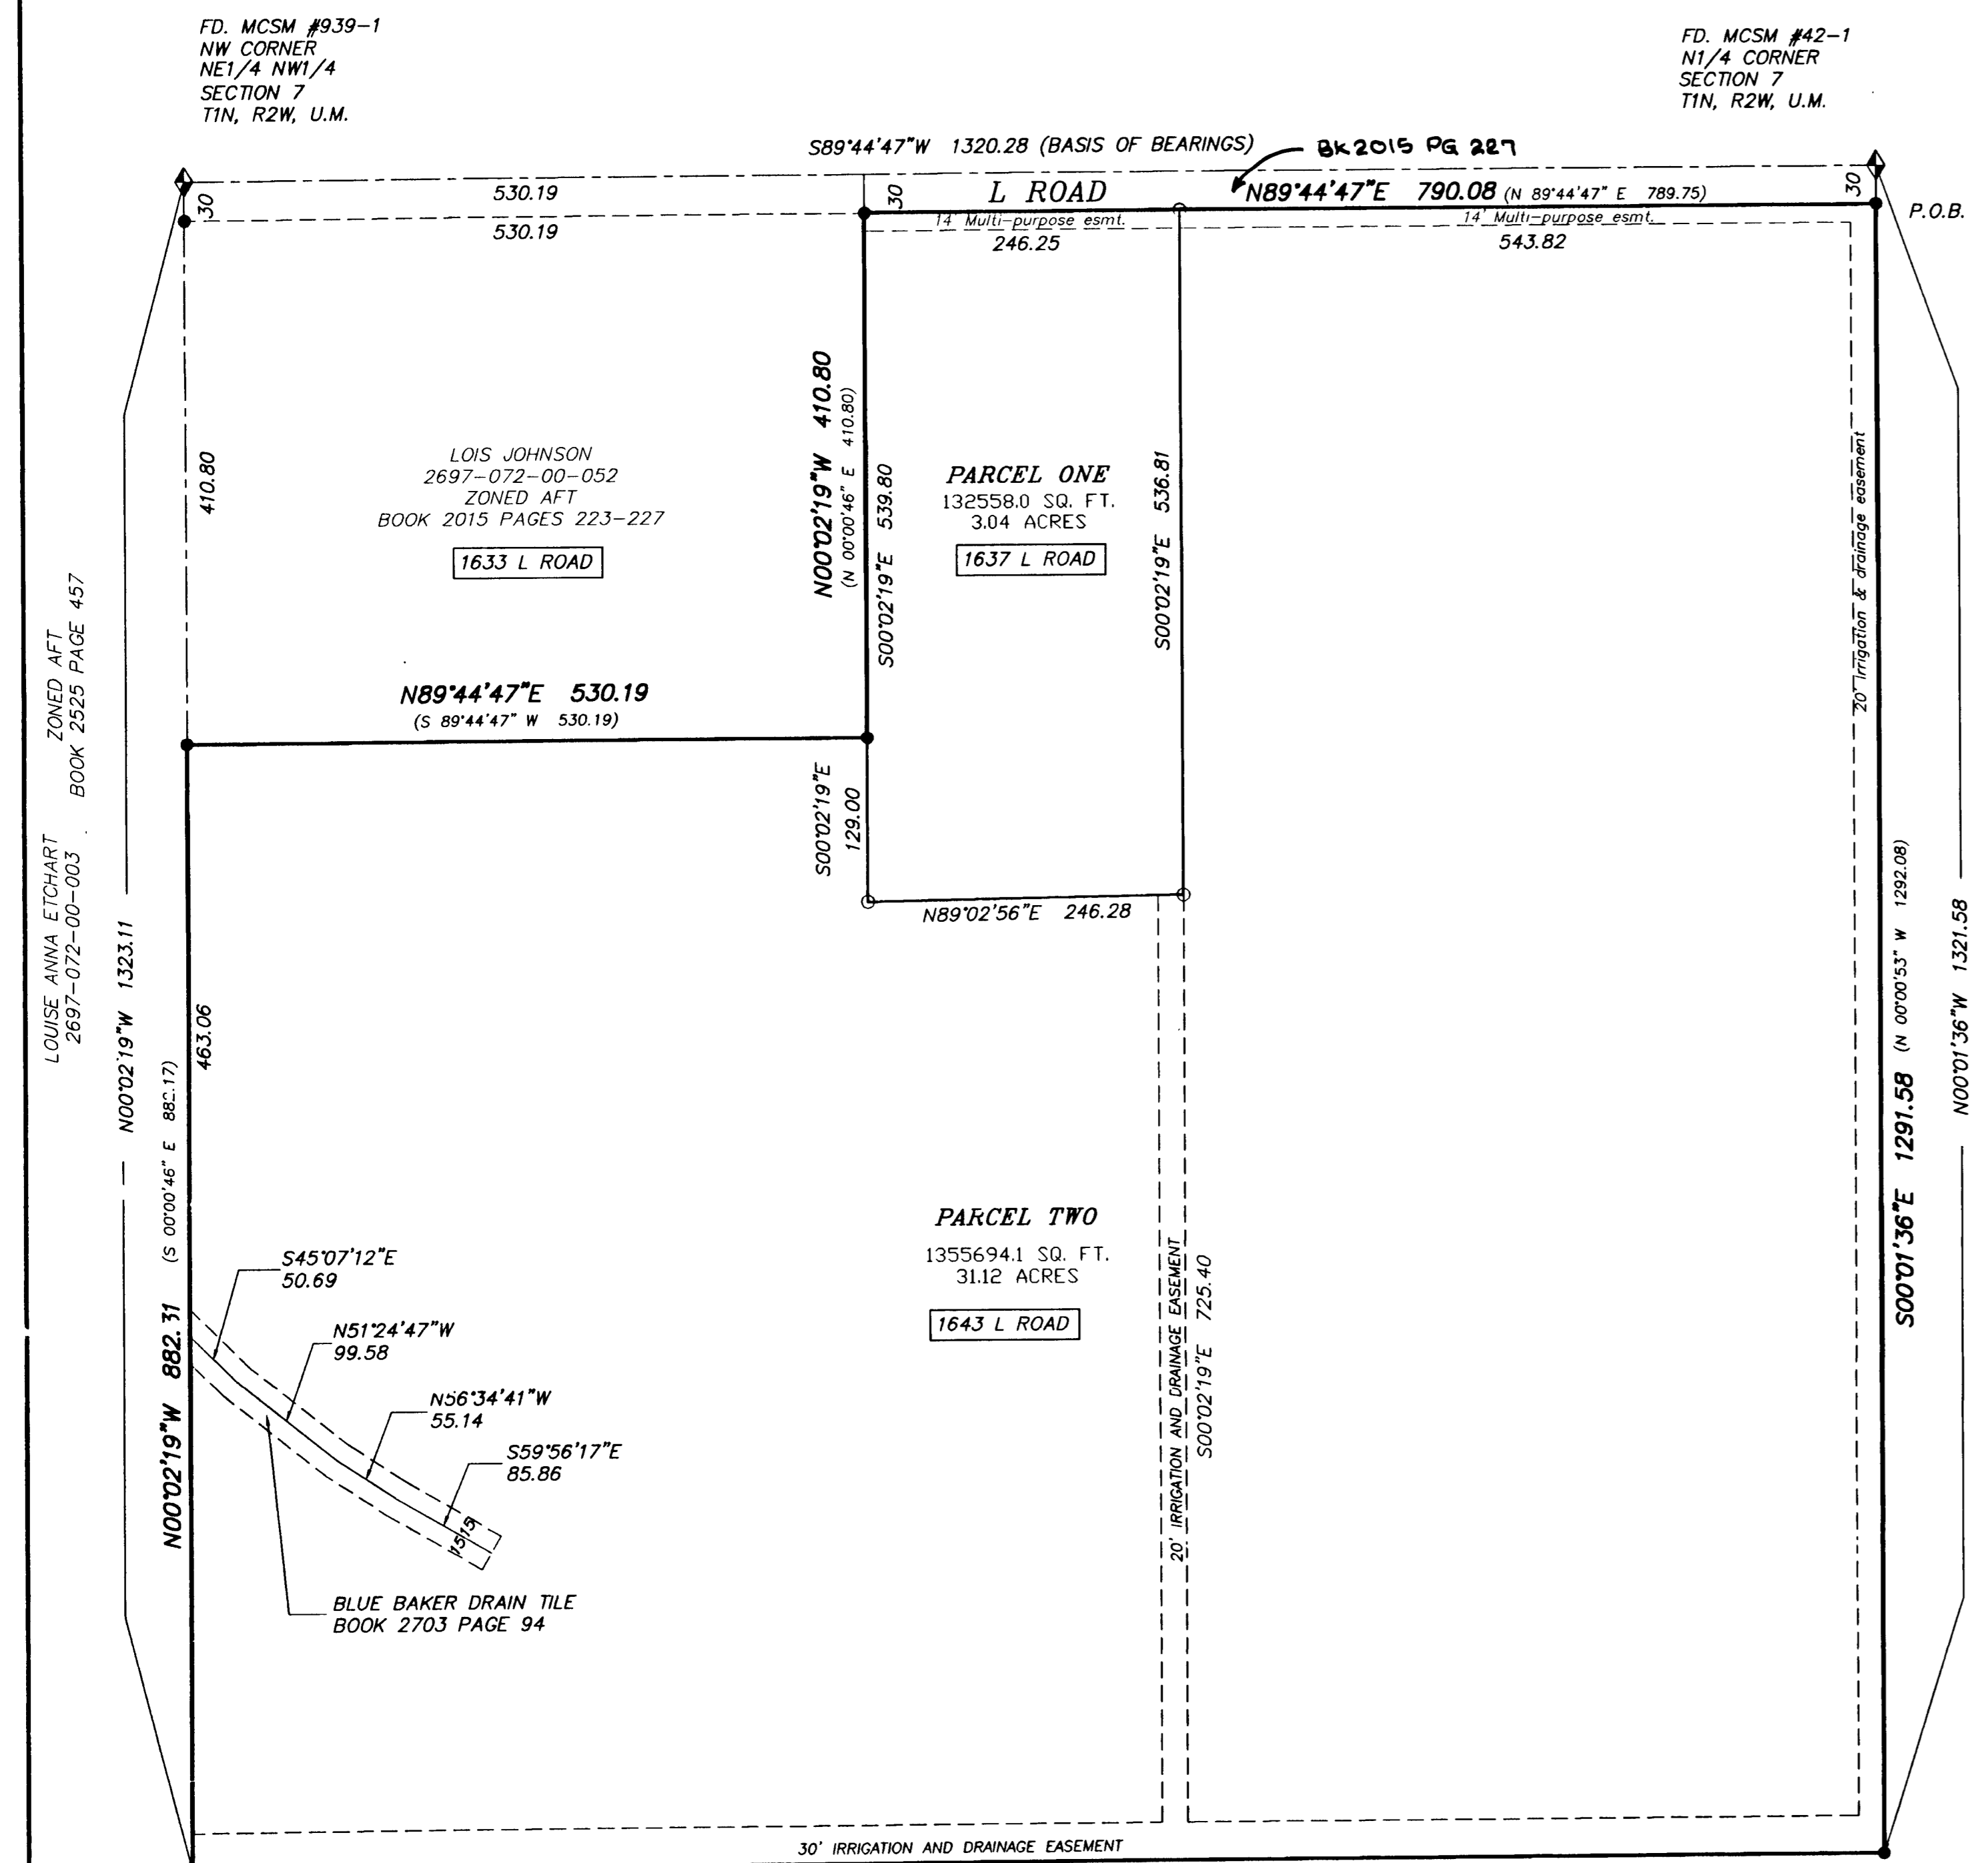 FD. MCSM #939-1
NW CORNER
NE1/4 NW1/4
SECTION 7
T1N, R2W, U.M.
FD. MCSM #42-1
N1/4 CORNER
SECTION 7
T1N, R2W, U.M.
S89°44'47"W 1320.28 (BASIS OF BEARINGS)
BK2015 PG 227
30
530.19
30
L ROAD
N89°44'47"E 790.08 (N 89°44'47" E 789.75)
30
P.O.B.
14' Multi-purpose esmt.
14' Multi-purpose esmt.
530.19
246.25
543.82
410.80
LOIS JOHNSON
2697-072-00-052
ZONED AFT
BOOK 2015 PAGES 223-227
1633 L ROAD
N00°02'19"W 410.80
(N 00°00'46" E 410.80)
S00°02'19"E 539.80
PARCEL ONE
132558.0 SQ. FT.
3.04 ACRES
1637 L ROAD
S00°02'19"E 536.81
20' irrigation & drainage easement
N89°44'47"E 530.19
(S 89°44'47" W 530.19)
S00°02'19"E
129.00
N89°02'56"E 246.28
LOUISE ANNA ETCHART ZONED AFT
2697-072-00-003 BOOK 2525 PAGE 457
N00°02'19"W 1323.11
463.06
N00°02'19"W 882.31 (S 00°00'46" E 882.17)
S45°07'12"E
50.69
N51°24'47"W
99.58
N56°34'41"W
55.14
S59°56'17"E
85.86
15
15
BLUE BAKER DRAIN TILE
BOOK 2703 PAGE 94
PARCEL TWO
1355694.1 SQ. FT.
31.12 ACRES
1643 L ROAD
20' IRRIGATION AND DRAINAGE EASEMENT
S00°02'19"E 725.40
S00°01'36"E 1291.58 (N 00°00'53" W 1292.08)
N00°01'36"W 1321.58
30' IRRIGATION AND DRAINAGE EASEMENT